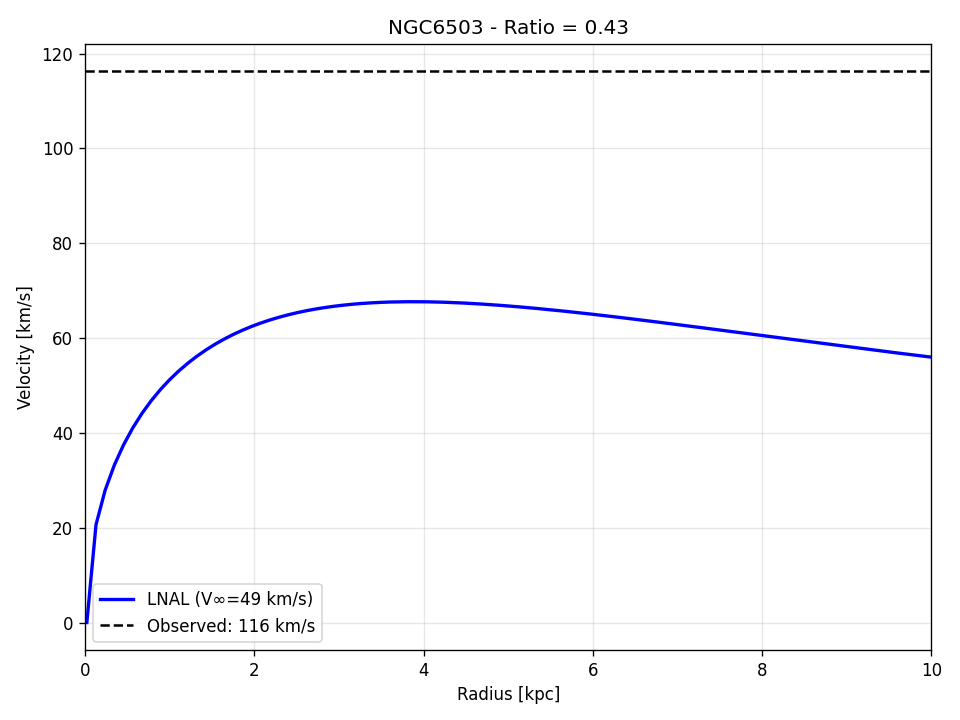 NGC6503 - Ratio = 0.43
Velocity [km/s]
120
100
80
60
40
20
0
LNAL (V∞=49 km/s)
Observed: 116 km/s
0 2 4 6 8 10
Radius [kpc]